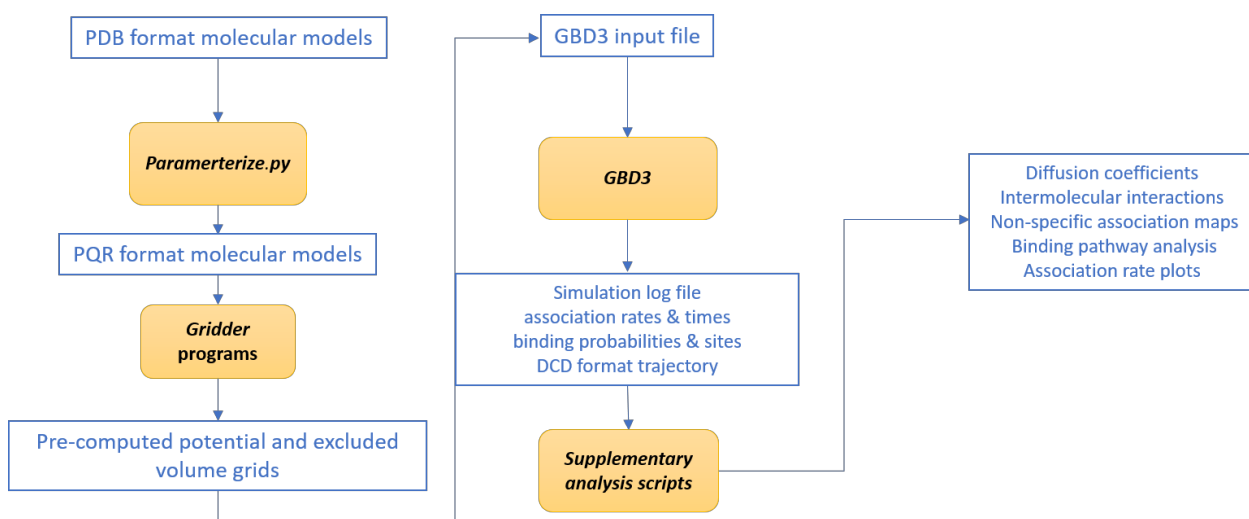 PDB format molecular models
Paramerterize.py
PQR format molecular models
Gridder
programs
Pre-computed potential and excluded
volume grids
GBD3 input file
GBD3
Simulation log file
association rates & times
binding probabilities & sites
DCD format trajectory
Supplementary
analysis scripts
Diffusion coefficients
Intermolecular interactions
Non-specific association maps
Binding pathway analysis
Association rate plots